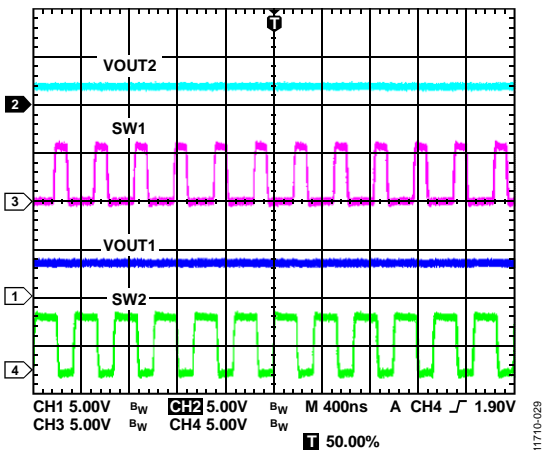 T
VOUT2
2
SW1
3
VOUT1
1
SW2
4
CH1 5.00V BW CH2 5.00V BW M 400ns A CH4 1.90V
CH3 5.00V BW CH4 5.00V BW
T 50.00%
11710-029